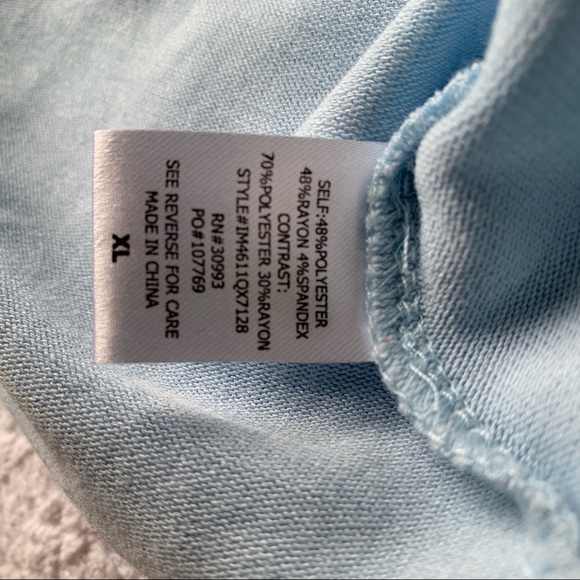 SELF:48%POLYESTER
48%RAYON 4%SPANDEX
CONTRAST:
70%POLYESTER 30%RAYON
STYLE#IM4611QX7128
RN#30993
PO#107769
SEE REVERSE FOR CARE
MADE IN CHINA
XL